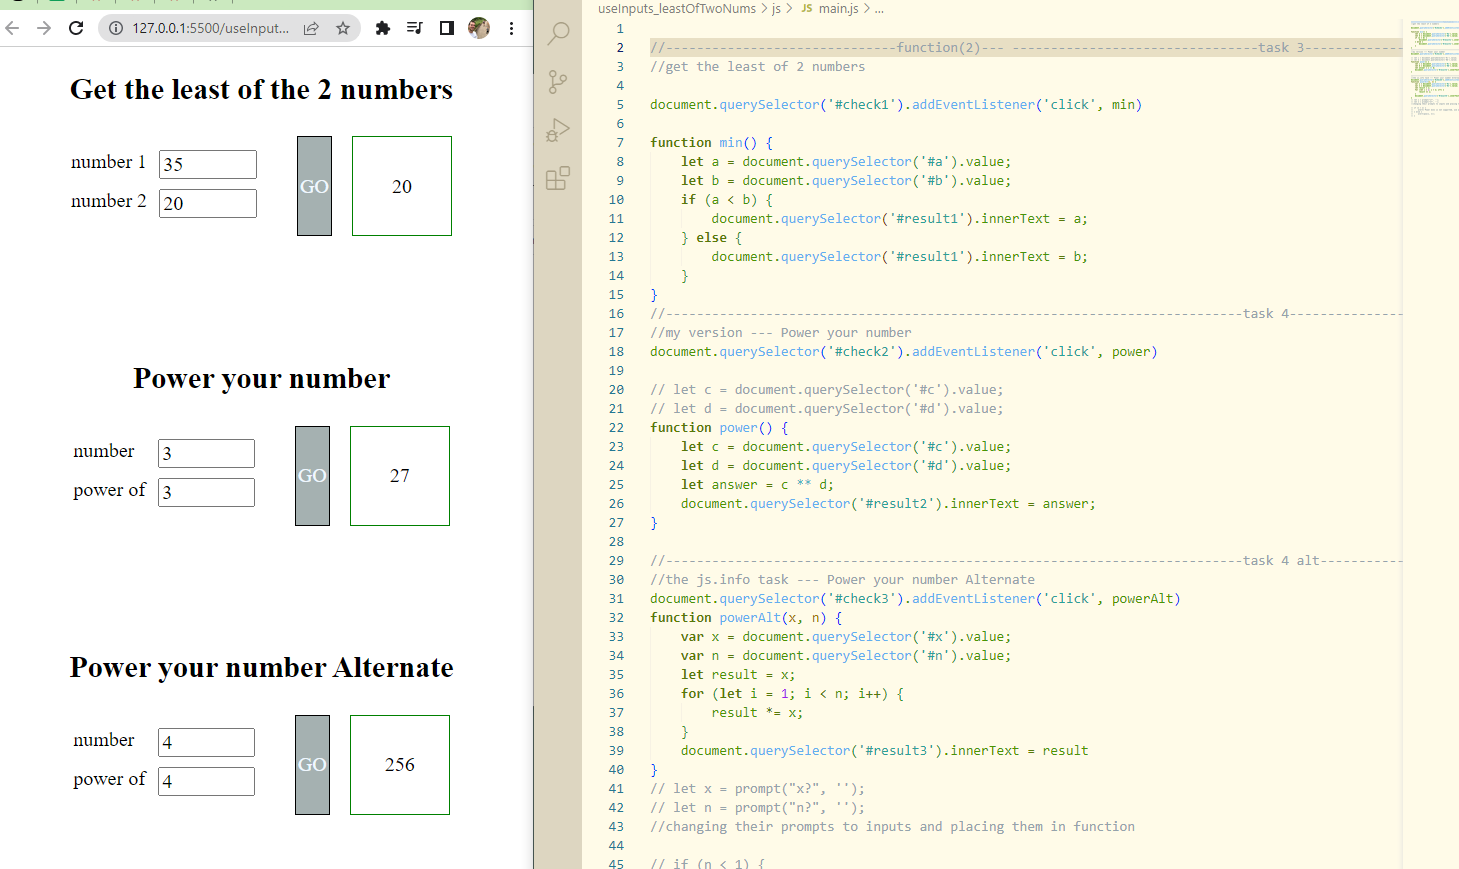 127.0.0.1:5500/useInput...
Get the least of the 2 numbers
number 1
35
number 2
20
GO
20
Power your number
number
3
power of
3
GO
27
Power your number Alternate
number
4
power of
4
GO
256
useInputs_leastOfTwoNums > js > JS main.js > ...
1
2 //------------------------------function(2)--- --------------------------------task 3-------------
3 //get the least of 2 numbers
4
5 document.querySelector('#check1').addEventListener('click', min)
6
7 function min() {
8 let a = document.querySelector('#a').value;
9 let b = document.querySelector('#b').value;
10 if (a < b) {
11 document.querySelector('#result1').innerText = a;
12 } else {
13 document.querySelector('#result1').innerText = b;
14 }
15 }
16 //---------------------------------------------------------------------------task 4---------------
17 //my version --- Power your number
18 document.querySelector('#check2').addEventListener('click', power)
19
20 // let c = document.querySelector('#c').value;
21 // let d = document.querySelector('#d').value;
22 function power() {
23 let c = document.querySelector('#c').value;
24 let d = document.querySelector('#d').value;
25 let answer = c ** d;
26 document.querySelector('#result2').innerText = answer;
27 }
28
29 //---------------------------------------------------------------------------task 4 alt-----------
30 //the js.info task --- Power your number Alternate
31 document.querySelector('#check3').addEventListener('click', powerAlt)
32 function powerAlt(x, n) {
33 var x = document.querySelector('#x').value;
34 var n = document.querySelector('#n').value;
35 let result = x;
36 for (let i = 1; i < n; i++) {
37 result *= x;
38 }
39 document.querySelector('#result3').innerText = result
40 }
41 // let x = prompt("x?", '');
42 // let n = prompt("n?", '');
43 //changing their prompts to inputs and placing them in function
44
45 // if (n < 1) {